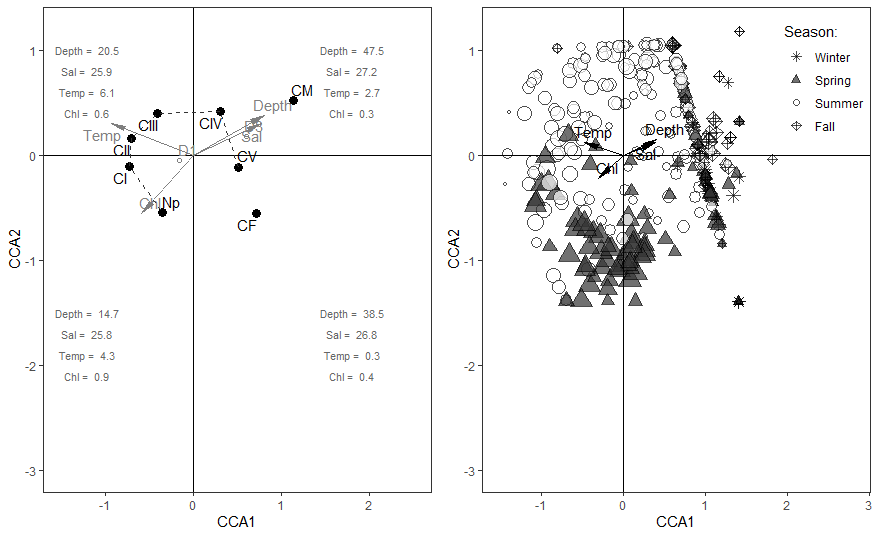 Depth = 20.5
Sal = 25.9
Temp = 6.1
Chl = 0.6
Depth = 47.5
Sal = 27.2
Temp = 2.7
Chl = 0.3
CM
Depth
CIII
CIV
Sal
Temp
CII
CV
CI
Chl
Np
CF
Depth = 14.7
Sal = 25.8
Temp = 4.3
Chl = 0.9
Depth = 38.5
Sal = 26.8
Temp = 0.3
Chl = 0.4
1
0
-1
-2
-3
CCA2
-1
0
1
2
CCA1
Season:
Winter
Spring
Summer
Fall
Temp
Depth
Sal
Chl
1
0
-1
-2
-3
CCA2
-1
0
1
2
3
CCA1